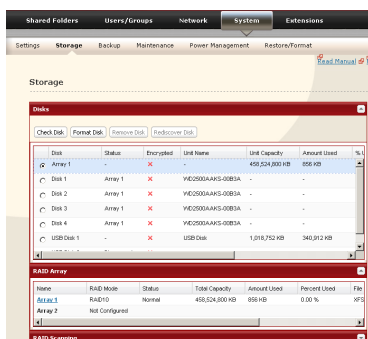 Shared Folders Users/Groups Network System Extensions
Settings Storage Backup Maintenance Power Management Restore/Format
Read Manual
Storage
Disks
Check Disk Format Disk Remove Disk Rediscover Disk
Disk Status Encrypted Unit Name Unit Capacity Amount Used % U
Array 1 - - 458,524,800 KB 856 KB
Disk 1 Array 1 WD2500AAKS-00B3A - -
Disk 2 Array 1 WD2500AAKS-00B3A - -
Disk 3 Array 1 WD2500AAKS-00B3A - -
Disk 4 Array 1 WD2500AAKS-00B3A - -
USB Disk 1 - USB Disk 1,018,752 KB 340,912 KB
RAID Array
Name RAID Mode Status Total Capacity Amount Used Percent Used File
Array 1 RAID10 Normal 458,524,800 KB 856 KB 0.00 % XFS
Array 2 Not Configured
RAID Scanning